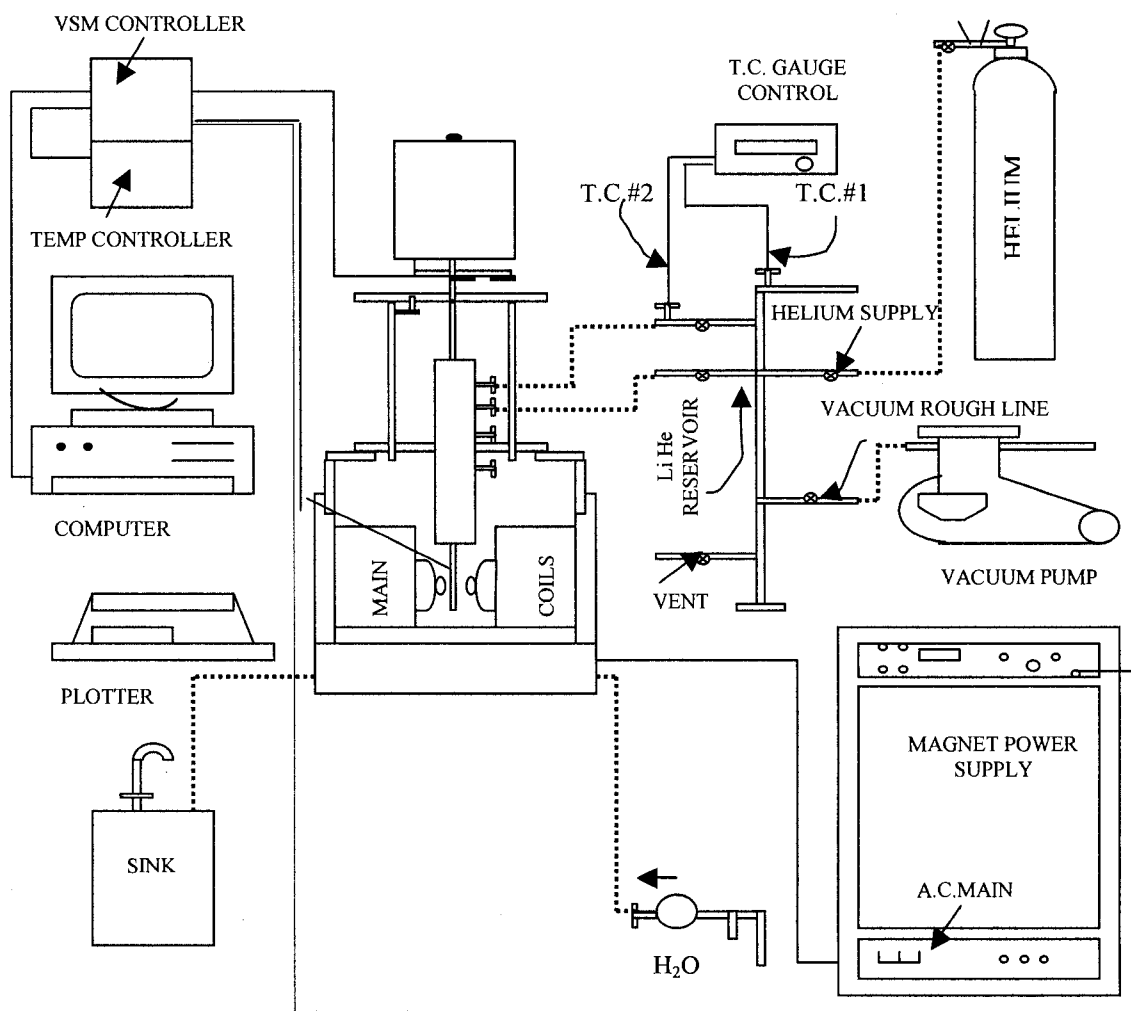 VSM CONTROLLER
T.C. GAUGE
CONTROL
T.C.#2
T.C.#1
HELIUM
TEMP CONTROLLER
HELIUM SUPPLY
VACUUM ROUGH LINE
Li He
RESERVOIR
COMPUTER
MAIN
COILS
VENT
VACUUM PUMP
PLOTTER
MAGNET POWER
SUPPLY
SINK
A.C.MAIN
H₂O